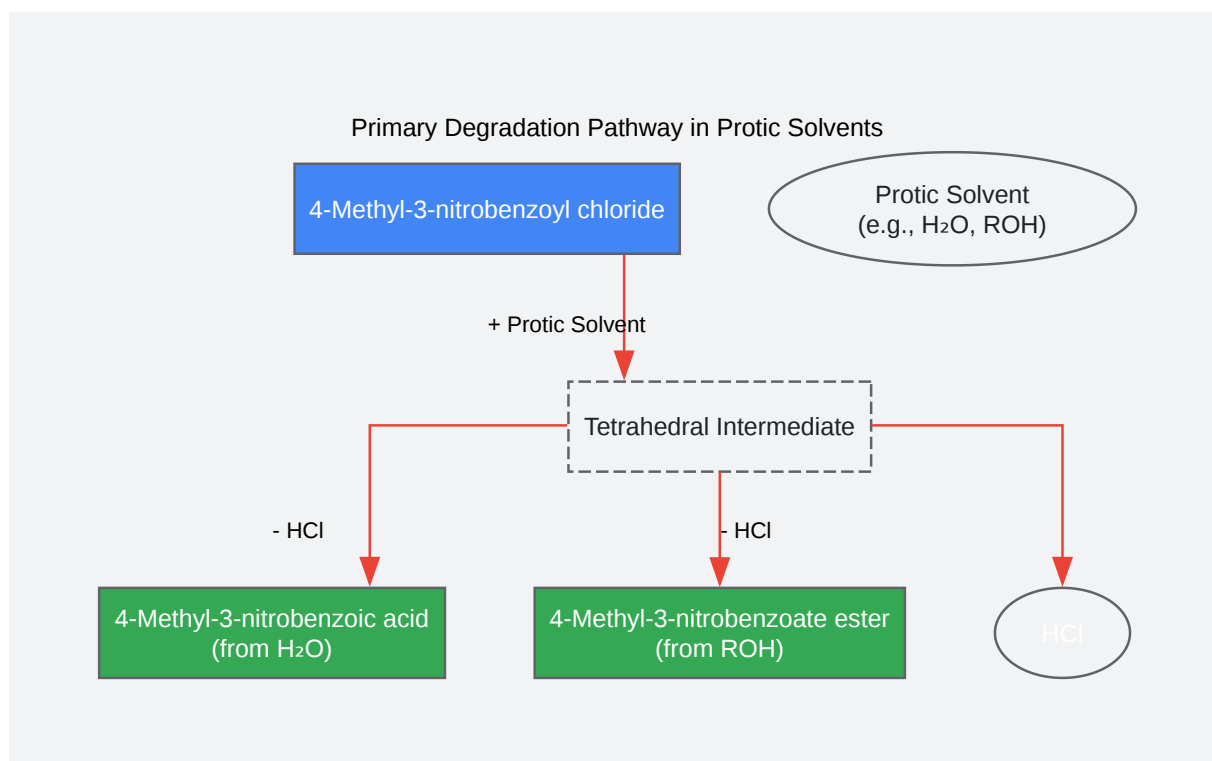 Primary Degradation Pathway in Protic Solvents
4-Methyl-3-nitrobenzoyl chloride
Protic Solvent
(e.g., H₂O, ROH)
+ Protic Solvent
Tetrahedral Intermediate
- HCl
- HCl
4-Methyl-3-nitrobenzoic acid
(from H₂O)
4-Methyl-3-nitrobenzoate ester
(from ROH)
HCl